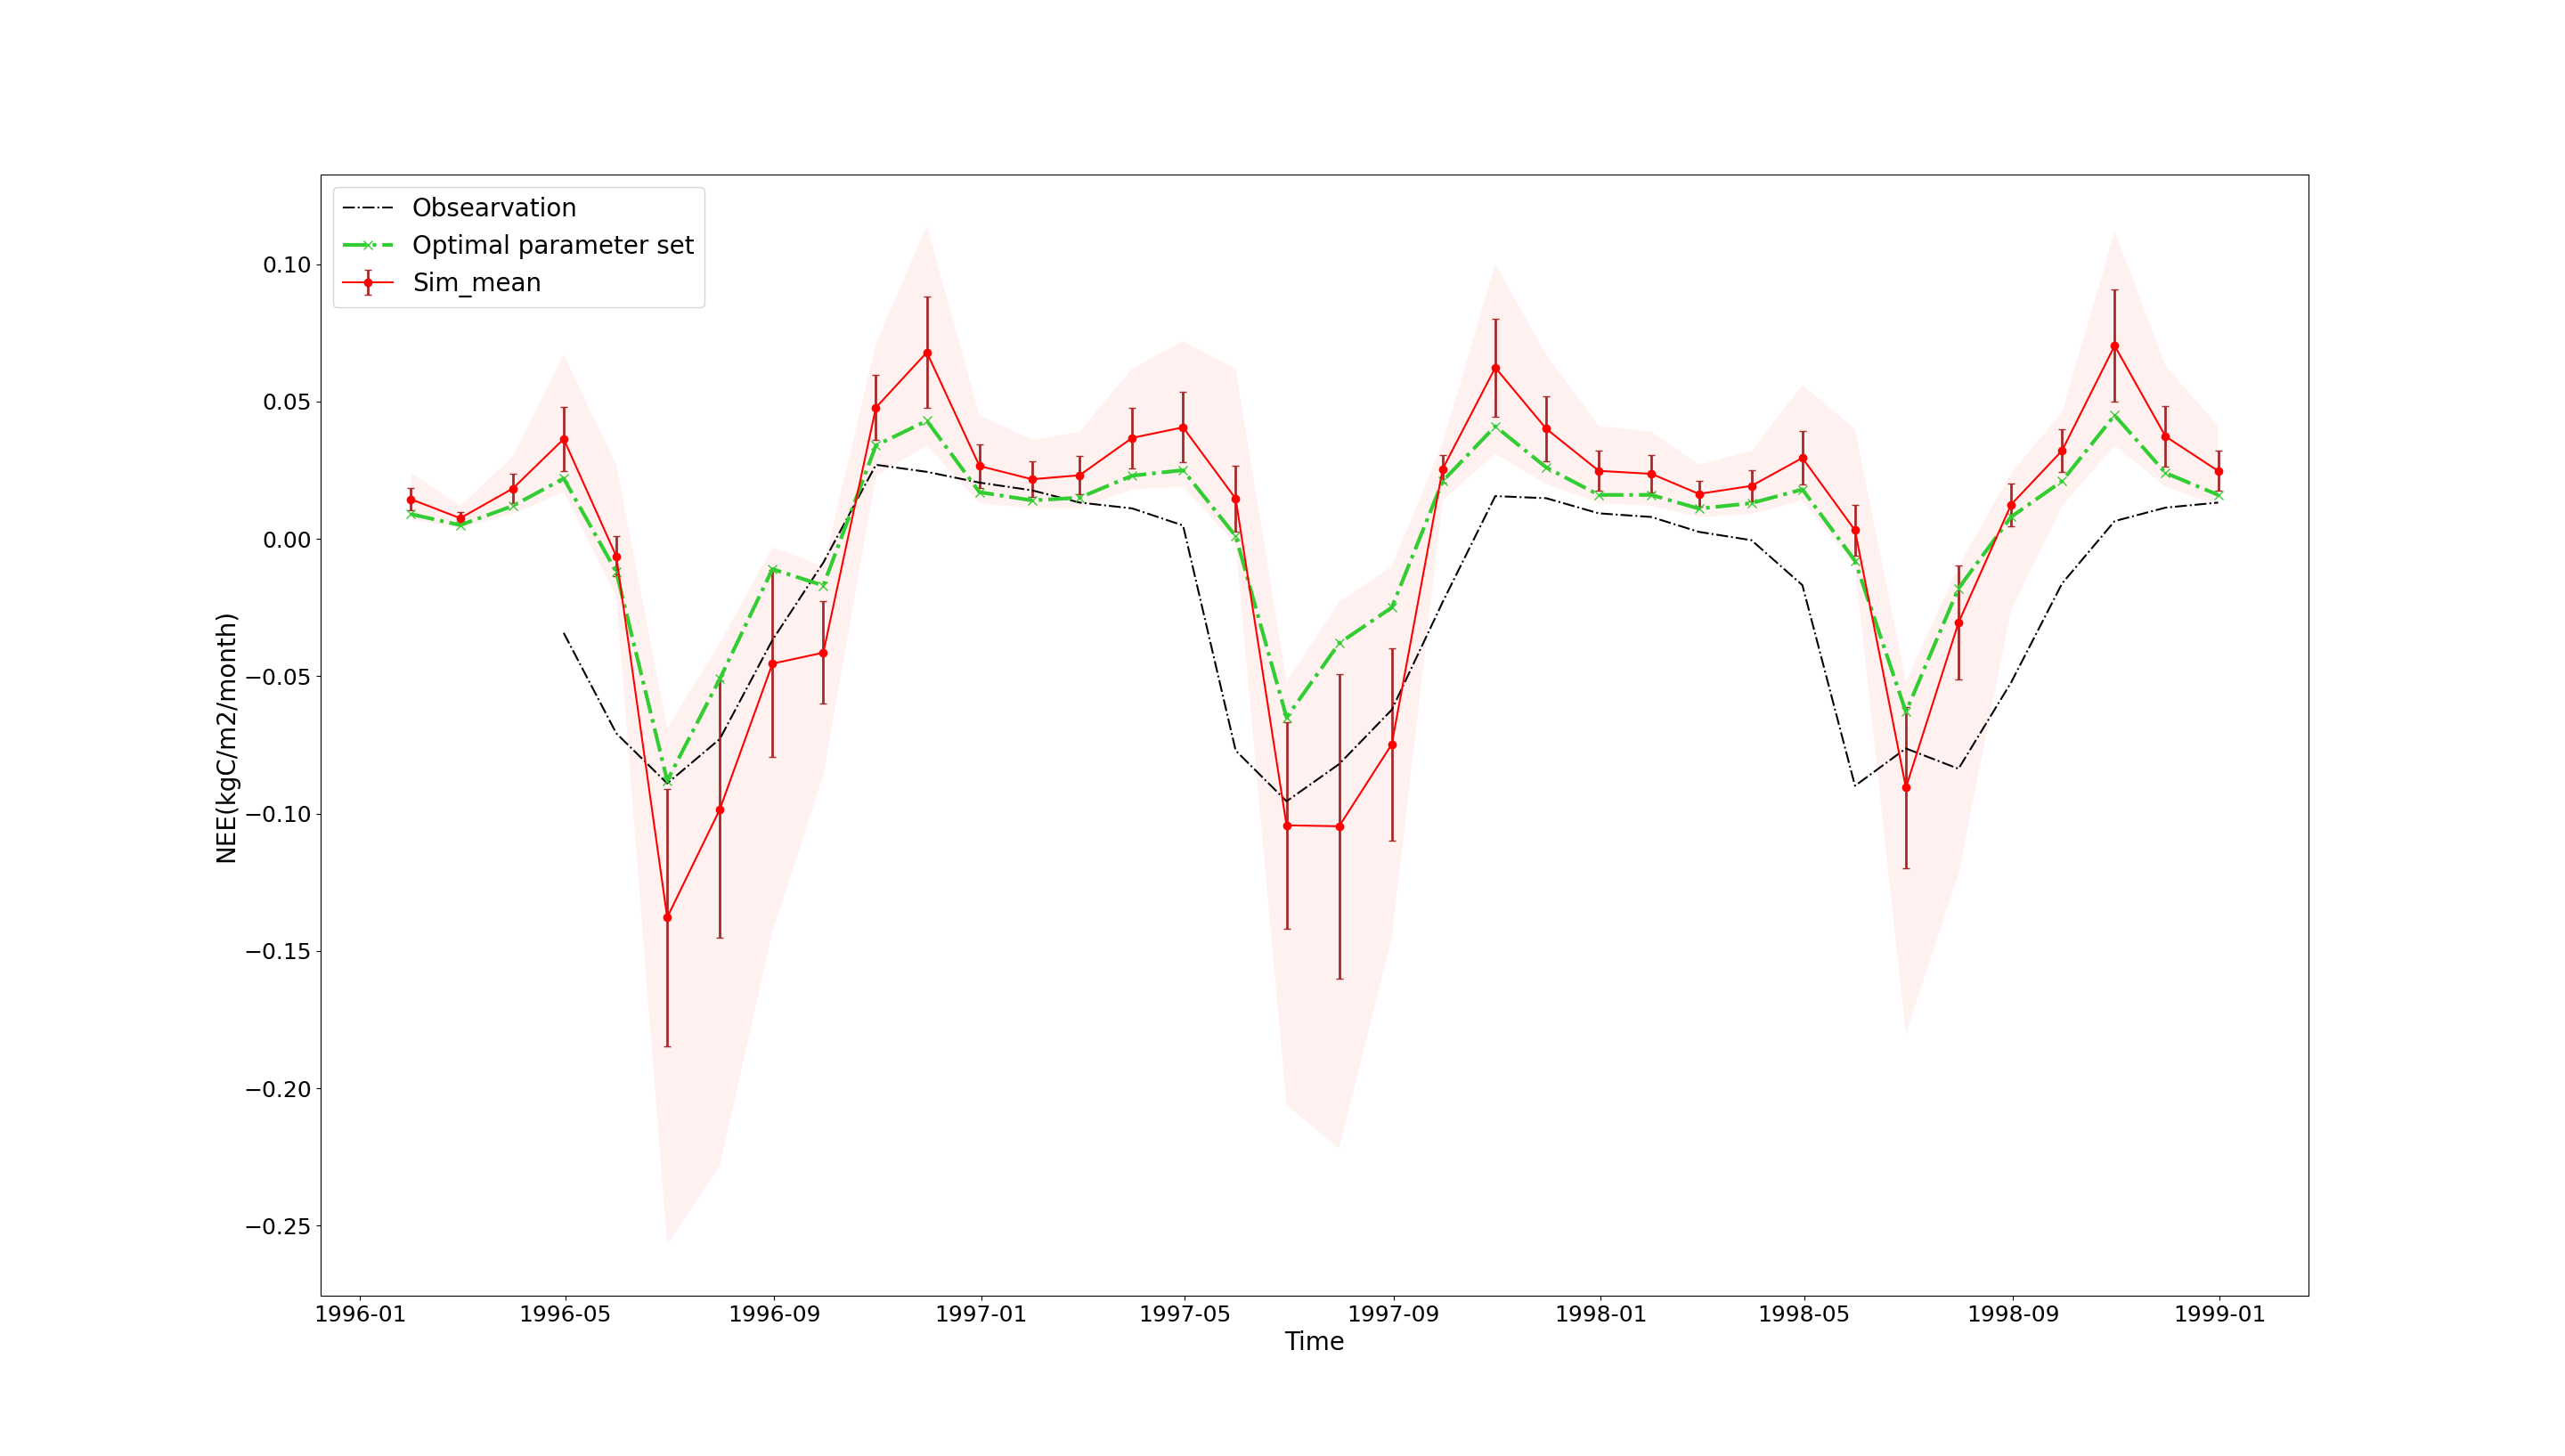 Obsearvation
Optimal parameter set
Sim_mean
0.10
0.05
0.00
−0.05
−0.10
−0.15
−0.20
−0.25
NEE(kgC/m2/month)
1996-01 1996-05 1996-09 1997-01 1997-05 1997-09 1998-01 1998-05 1998-09 1999-01
Time